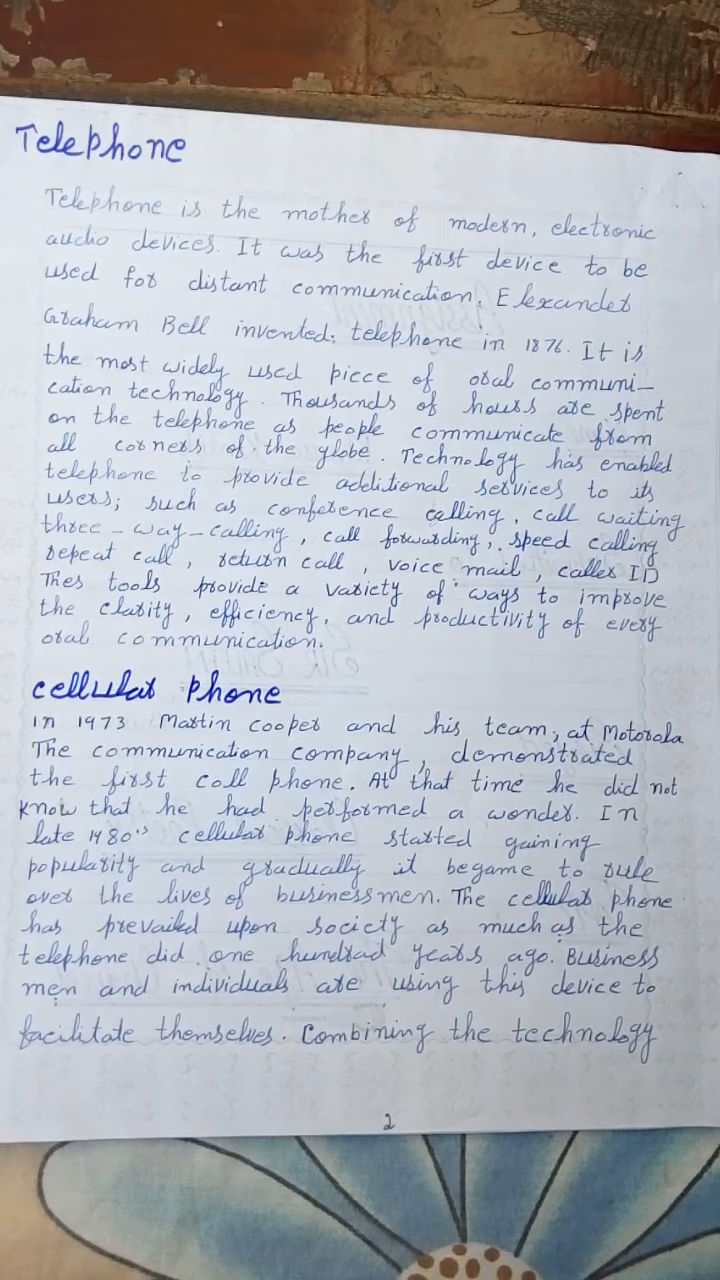 Telephone
Telephone is the mother of modern, electronic
audio devices. It was the first device to be
used for distant communication. Elexander
Graham Bell invented: telephone in 1876. It is
the most widely used piece of oral communi-
cation technology. Thousands of hours are spent
on the telephone as people communicate from
all corners of the globe. Technology has enabled
telephone to provide additional services to its
users; such as conference calling, call waiting
three-way-calling, call forwarding, speed calling
repeat call, return call, voice mail, caller ID
Thes tools provide a variety of ways to improve
the clarity, efficiency, and productivity of every
oral communication.
cellular phone
in 1973 Martin cooper and his team, at Motorola
The communication company, demonstrated
the first coll phone. At that time he did not
know that he had performed a wonder. In
late 1980's cellular phone started gaining
popularity and gradually it begame to rule
over the lives of businessmen. The cellular phone
has prevailed upon society as much as the
telephone did one hundrad years ago. Business
men and individuals are using this device to
facilitate themselves. Combining the technology
2